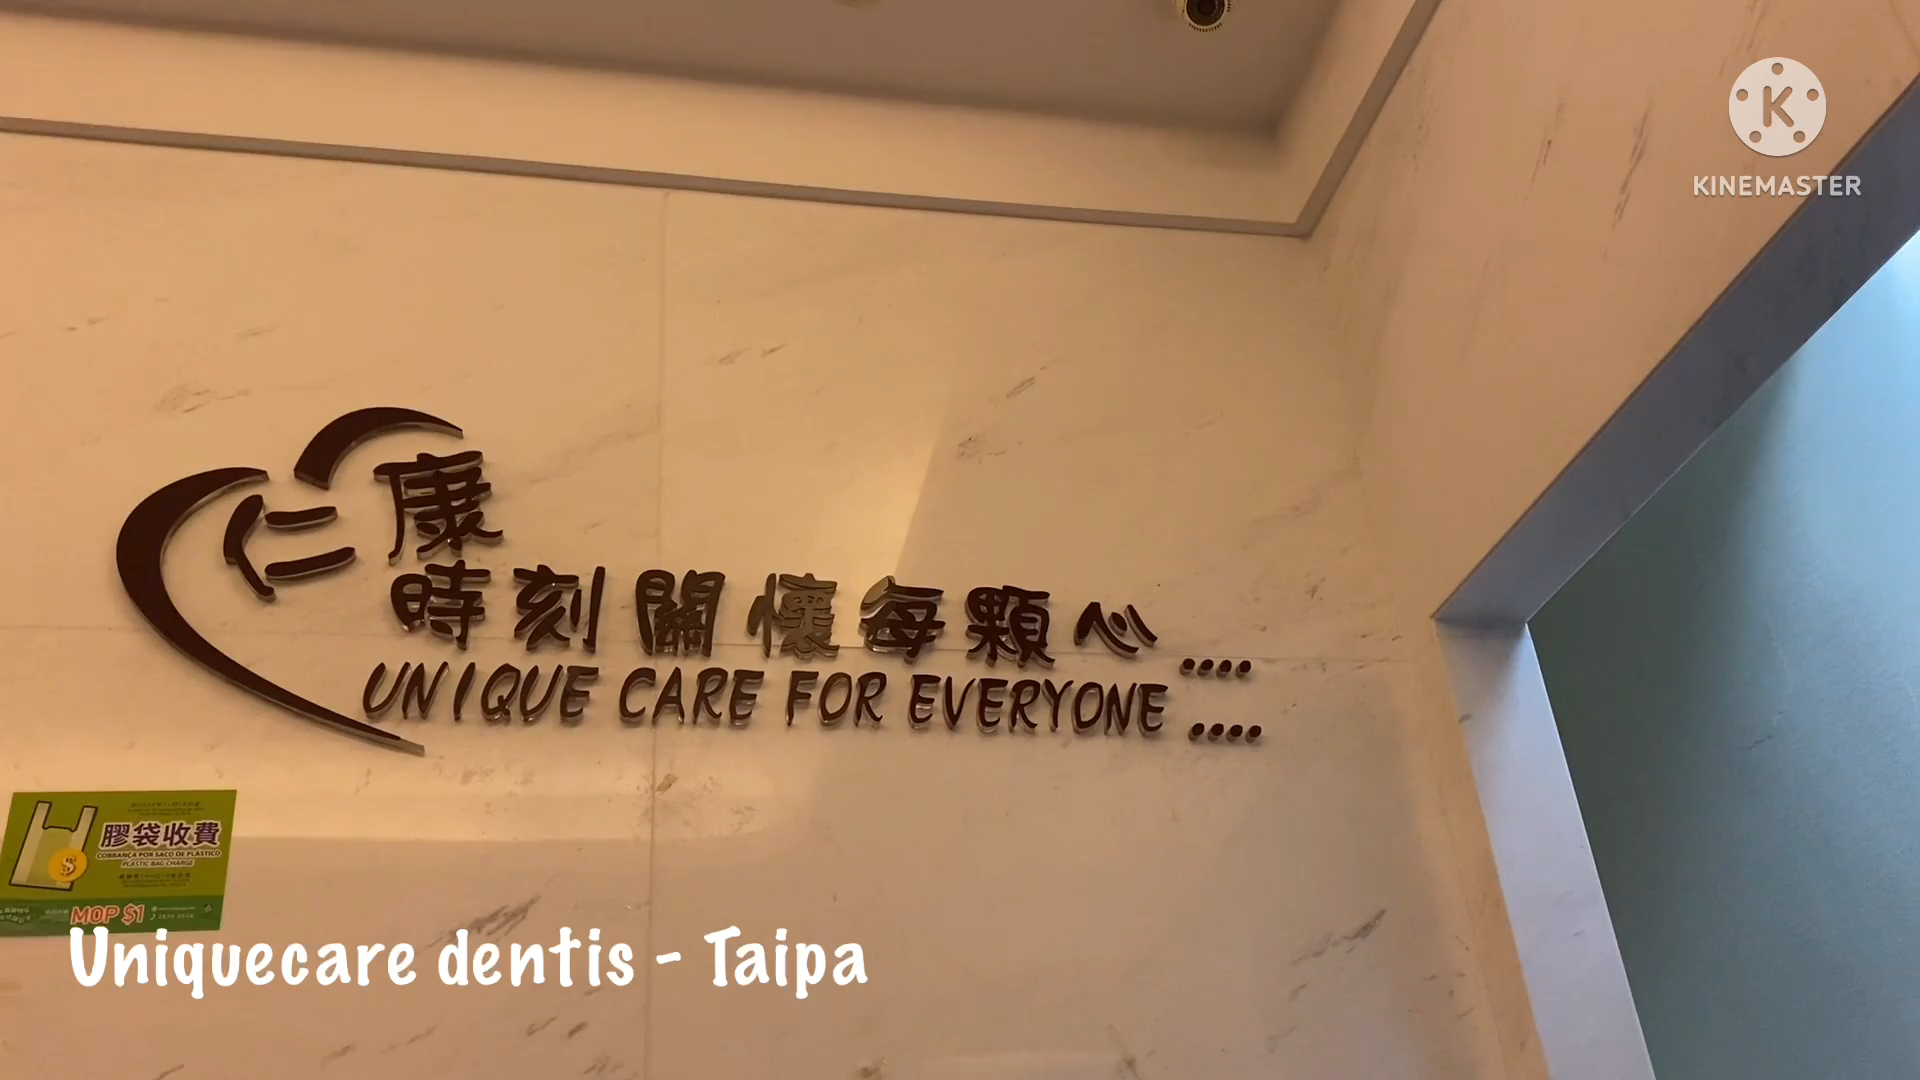 KINEMASTER
仁康
時刻關懷每顆心....
UNIQUE CARE FOR EVERYONE ....
膠袋收費
COBRANÇA POR SACO DE PLÁSTICO
PLASTIC BAG CHARGE
MOP $1
Uniquecare dentis - Taipa